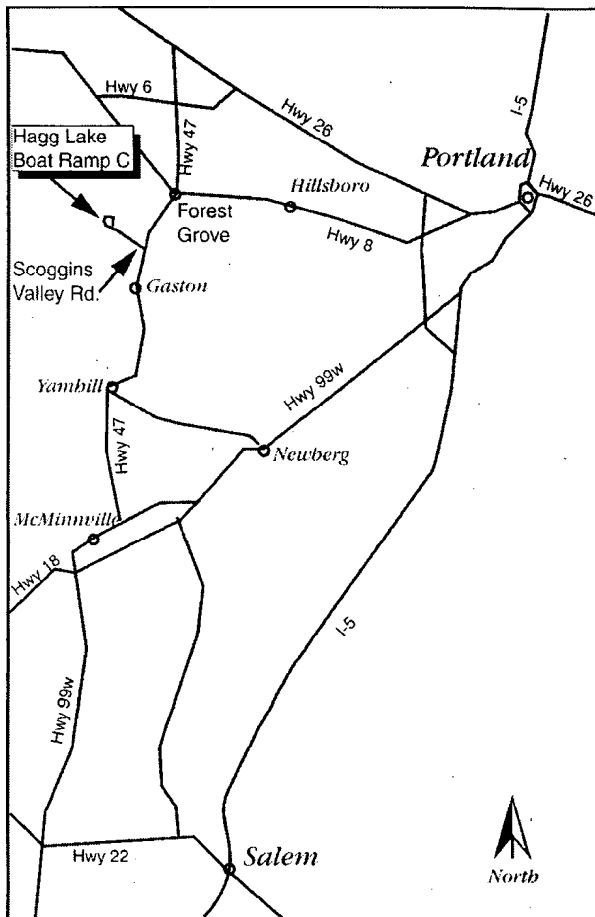 Hwy 6
Hwy 26
I-5
Hagg Lake
Boat Ramp C
Hwy 47
Portland
Hwy 26
Hillsboro
Forest
Grove
Hwy 8
Scoggins
Valley Rd.
Gaston
Yamhill
Hwy 99w
Hwy 47
Newberg
McMinnville
Hwy 18
I-5
Hwy 99w
Hwy 22
Salem
North